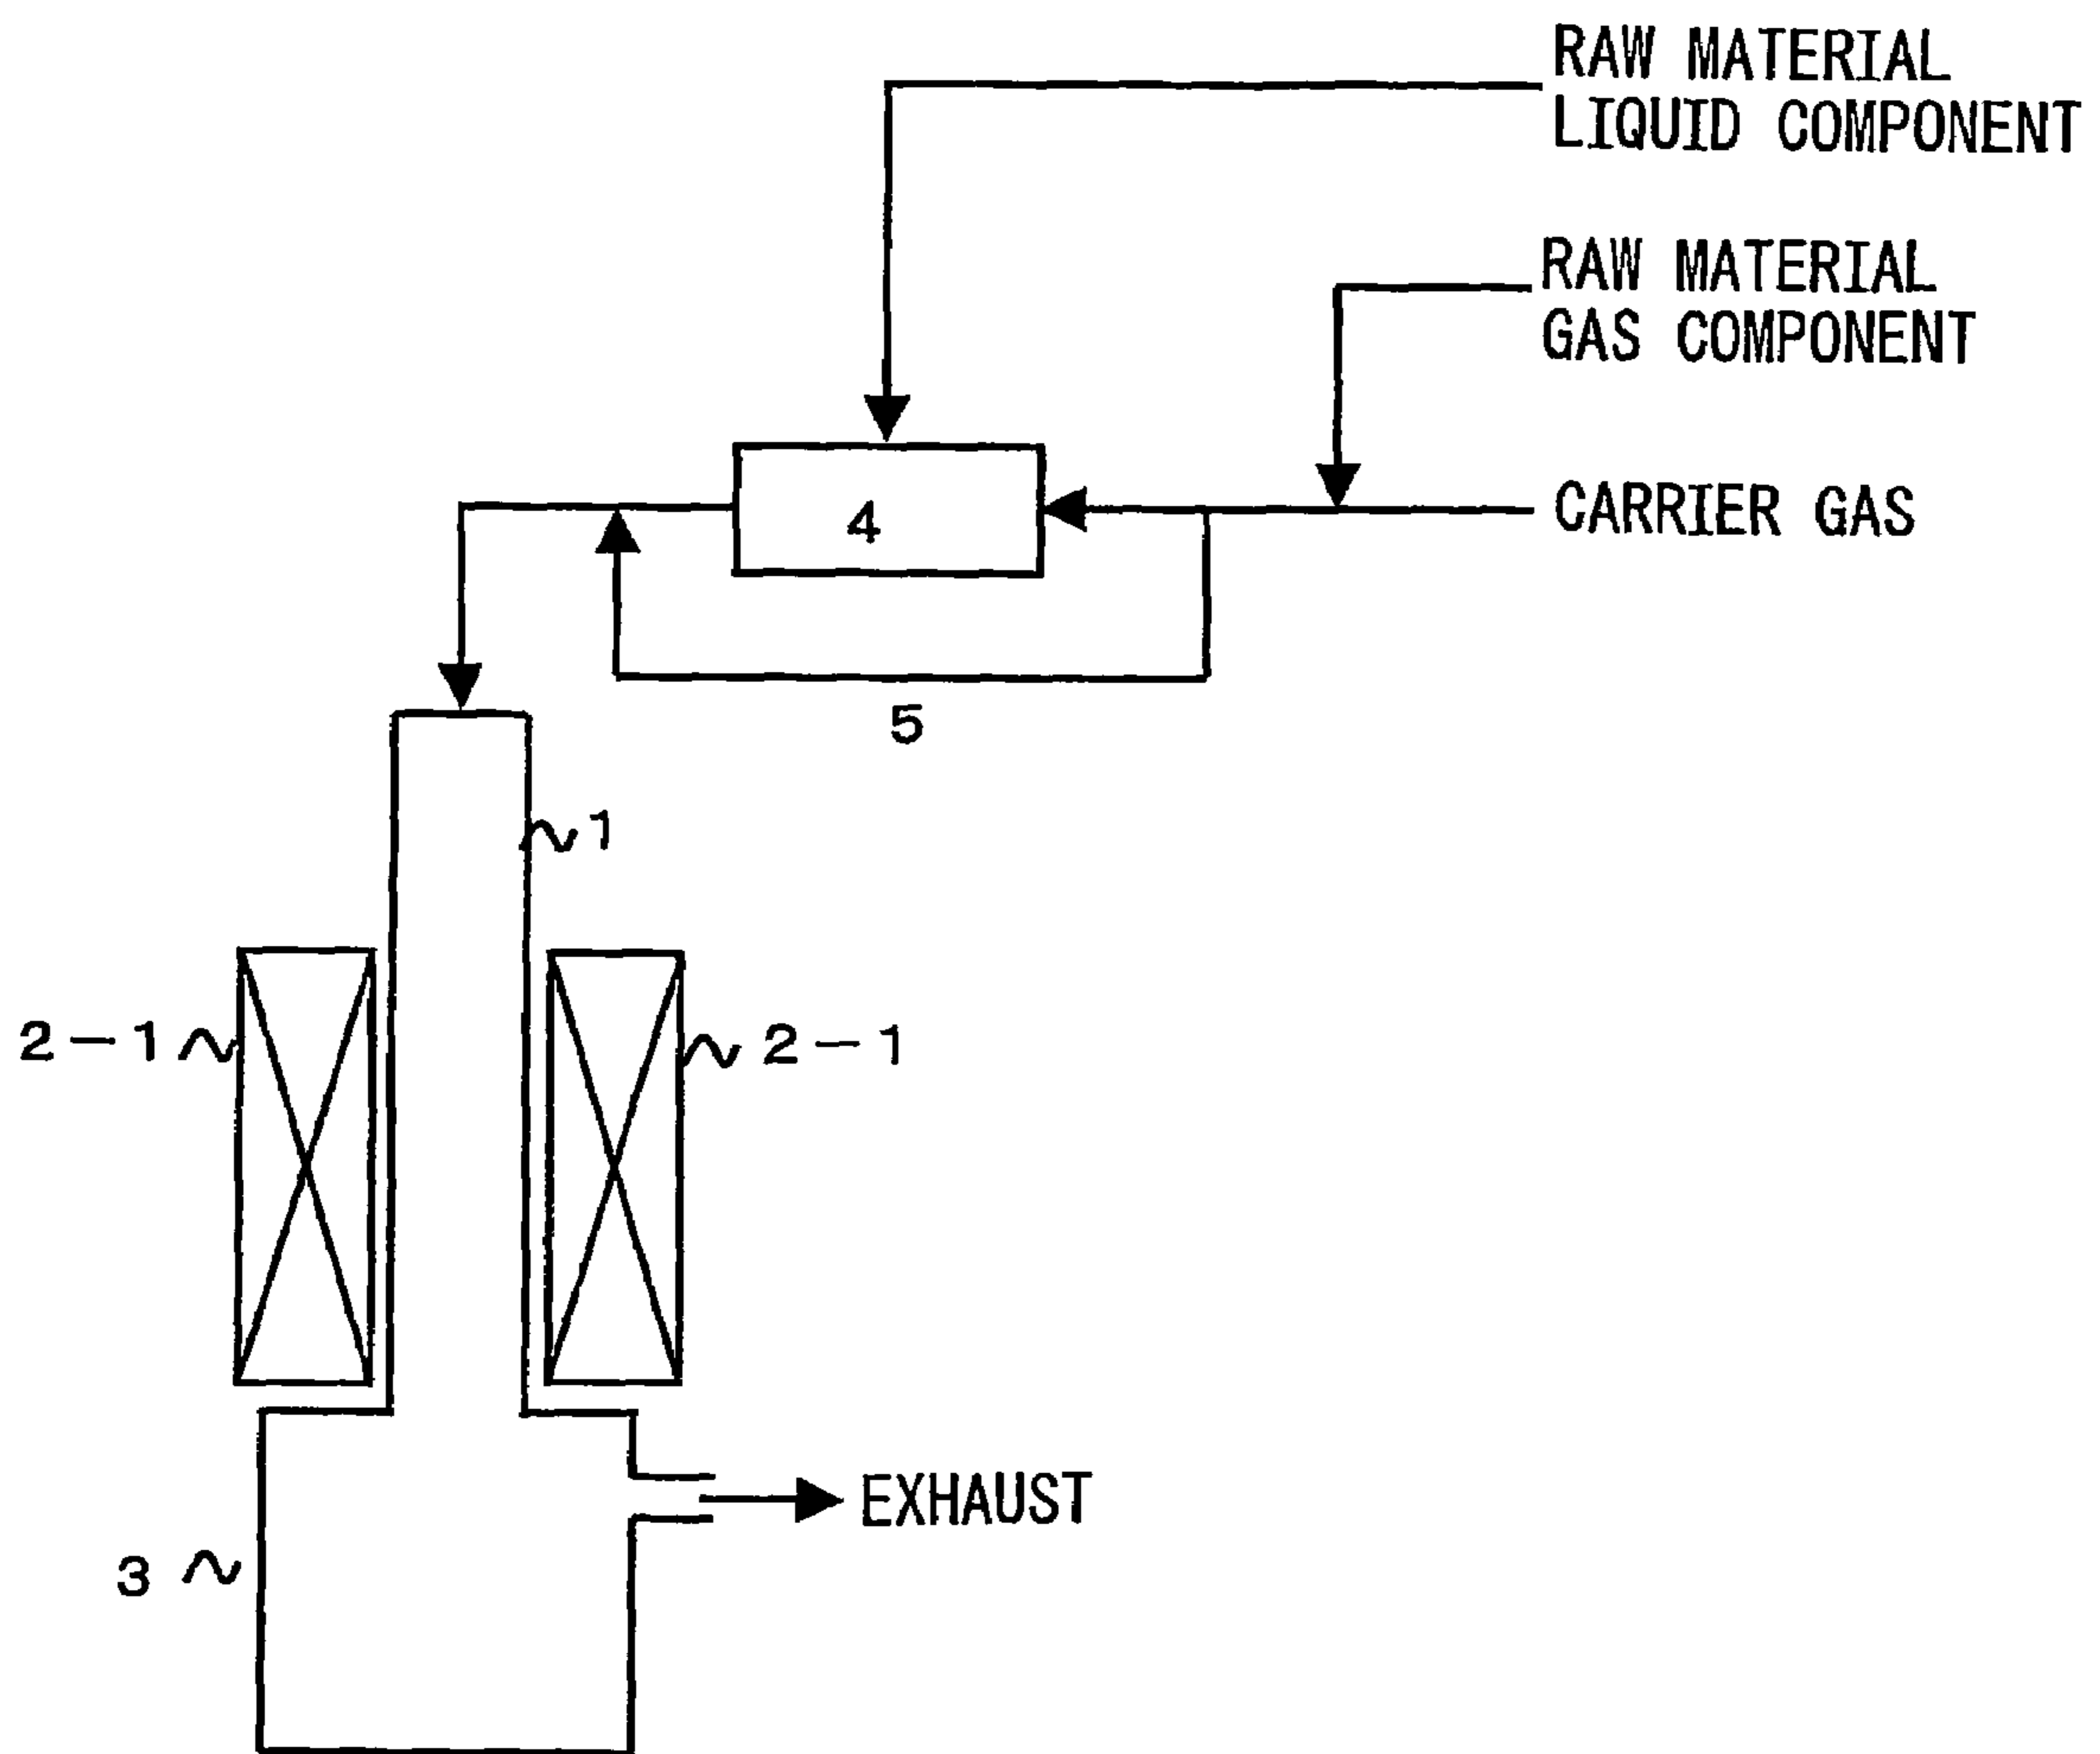 RAW MATERIAL
LIQUID COMPONENT
RAW MATERIAL
GAS COMPONENT
CARRIER GAS
4
5
1
2-1
2-1
EXHAUST
3